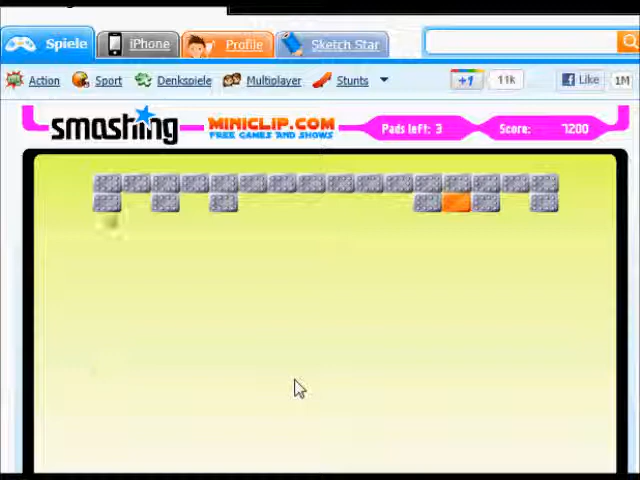 Spiele iPhone Profile Sketch Star
Action Sport Denkspiele Multiplayer Stunts +1 11k Like 1M
smashing MINICLIP.COM Pads left: 3 Score: 7200
FREE GAMES AND SHOWS